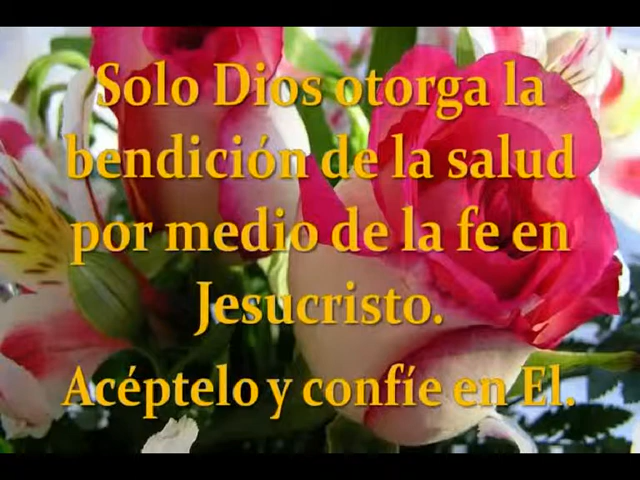 Solo Dios otorga la
bendición de la salud
por medio de la fe en
Jesucristo.
Acéptelo y confíe en El.